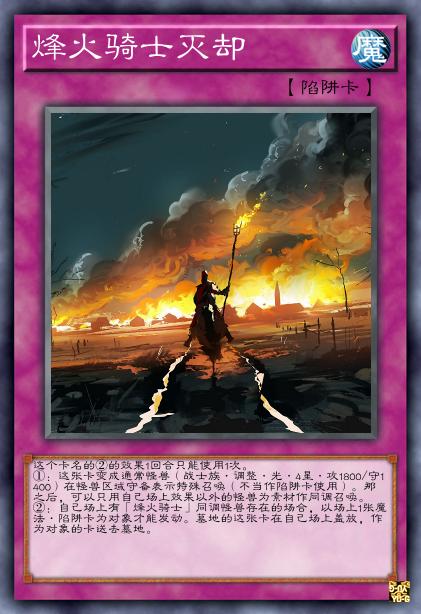 烽火骑士灭却
魔
【陷阱卡】
这个卡名的②的效果1回合只能使用1次。
①：这张卡变成通常怪兽（战士族·调整·光·4星·攻1800/守1
400）在怪兽区域守备表示特殊召唤（不当作陷阱卡使用）。那
之后，可以只用自己场上效果以外的怪兽为素材作同调召唤。
②：自己场上有「烽火骑士」同调怪兽存在的场合，以场上1张魔
法·陷阱卡为对象才能发动。墓地的这张卡在自己场上盖放，作
为对象的卡送去墓地。